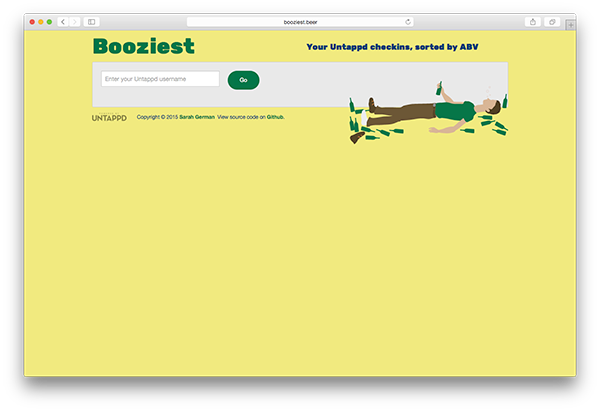 booziest.beer
Booziest
Your Untappd checkins, sorted by ABV
Enter your Untappd username
Go
UNTAPPD
Copyright © 2015 Sarah German View source code on Github.